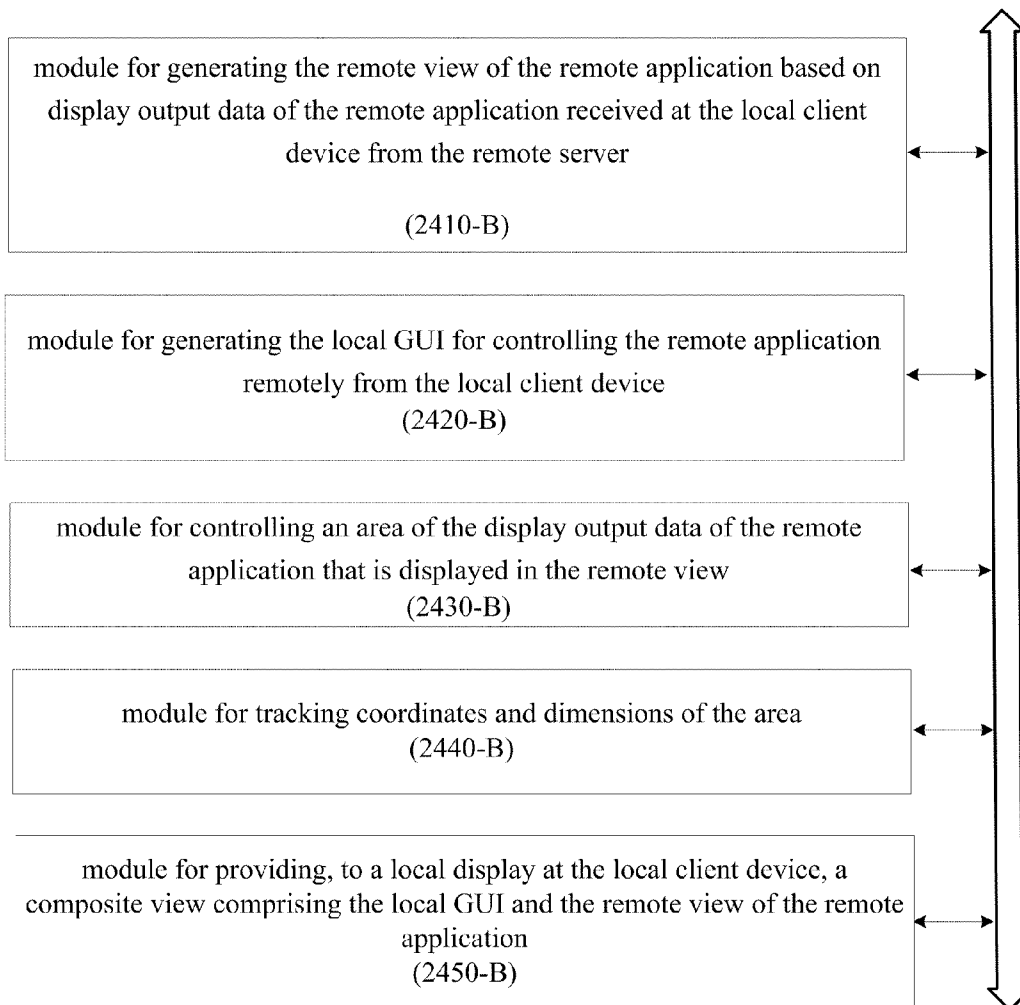 module for generating the remote view of the remote application based on
display output data of the remote application received at the local client
device from the remote server
(2410-B)
module for generating the local GUI for controlling the remote application
remotely from the local client device
(2420-B)
module for controlling an area of the display output data of the remote
application that is displayed in the remote view
(2430-B)
module for tracking coordinates and dimensions of the area
(2440-B)
module for providing, to a local display at the local client device, a
composite view comprising the local GUI and the remote view of the remote
application
(2450-B)